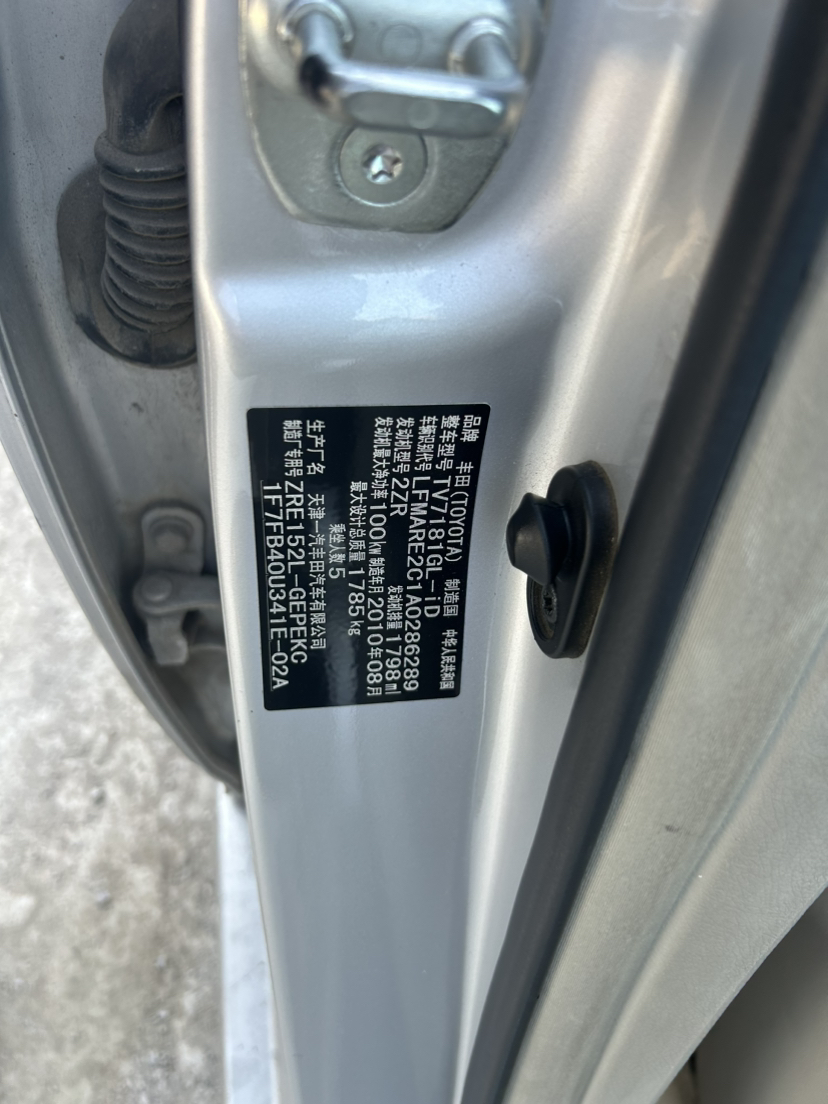 品牌 丰田(TOYOTA) 制造国 中华人民共和国
整车型号 TV7181GL-iD
车辆识别代号 LFMARE2C1A0286289
发动机型号 2ZR 发动机排量 1798ml
发动机最大净功率 100kw 制造年月 2010年08月
最大设计总质量 1785kg
乘坐人数 5
生产厂名 天津一汽丰田汽车有限公司
制造厂专用号 ZRE152L-GEPEKC
1F7FB40U341E-02A